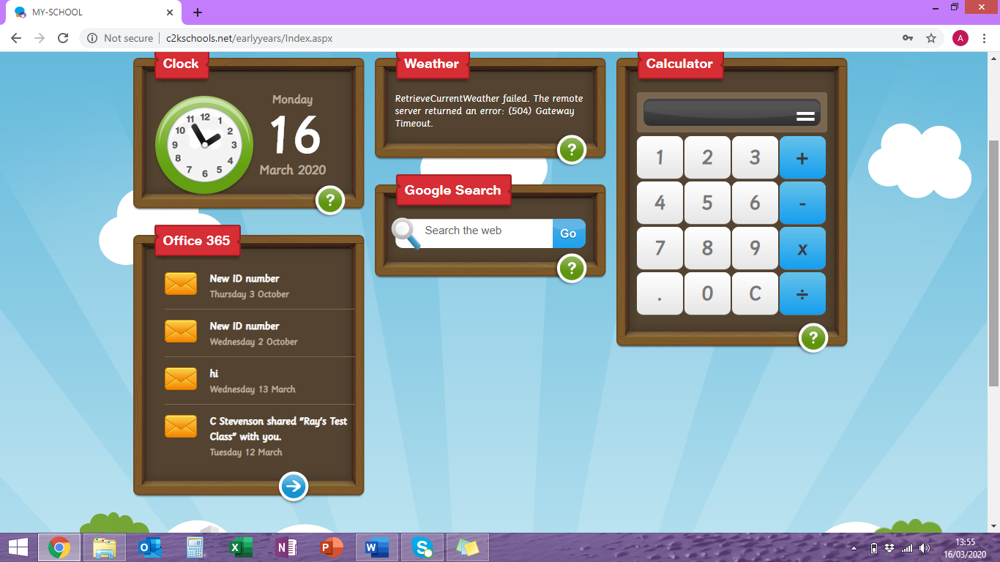 MY-SCHOOL
Not secure
c2kschools.net/earlyyears/Index.aspx
A
Clock
12
1
2
3
4
5
6
7
8
9
10
11
Monday
16
March 2020
?
Office 365
New ID number
Thursday 3 October
New ID number
Wednesday 2 October
hi
Wednesday 13 March
C Stevenson shared "Ray's Test
Class" with you.
Tuesday 12 March
Weather
RetrieveCurrentWeather failed. The remote
server returned an error: (504) Gateway
Timeout.
?
Google Search
Search the web
Go
?
Calculator
=
1 2 3 +
4 5 6 -
7 8 9 x
. 0 C ÷
?
13:55
16/03/2020